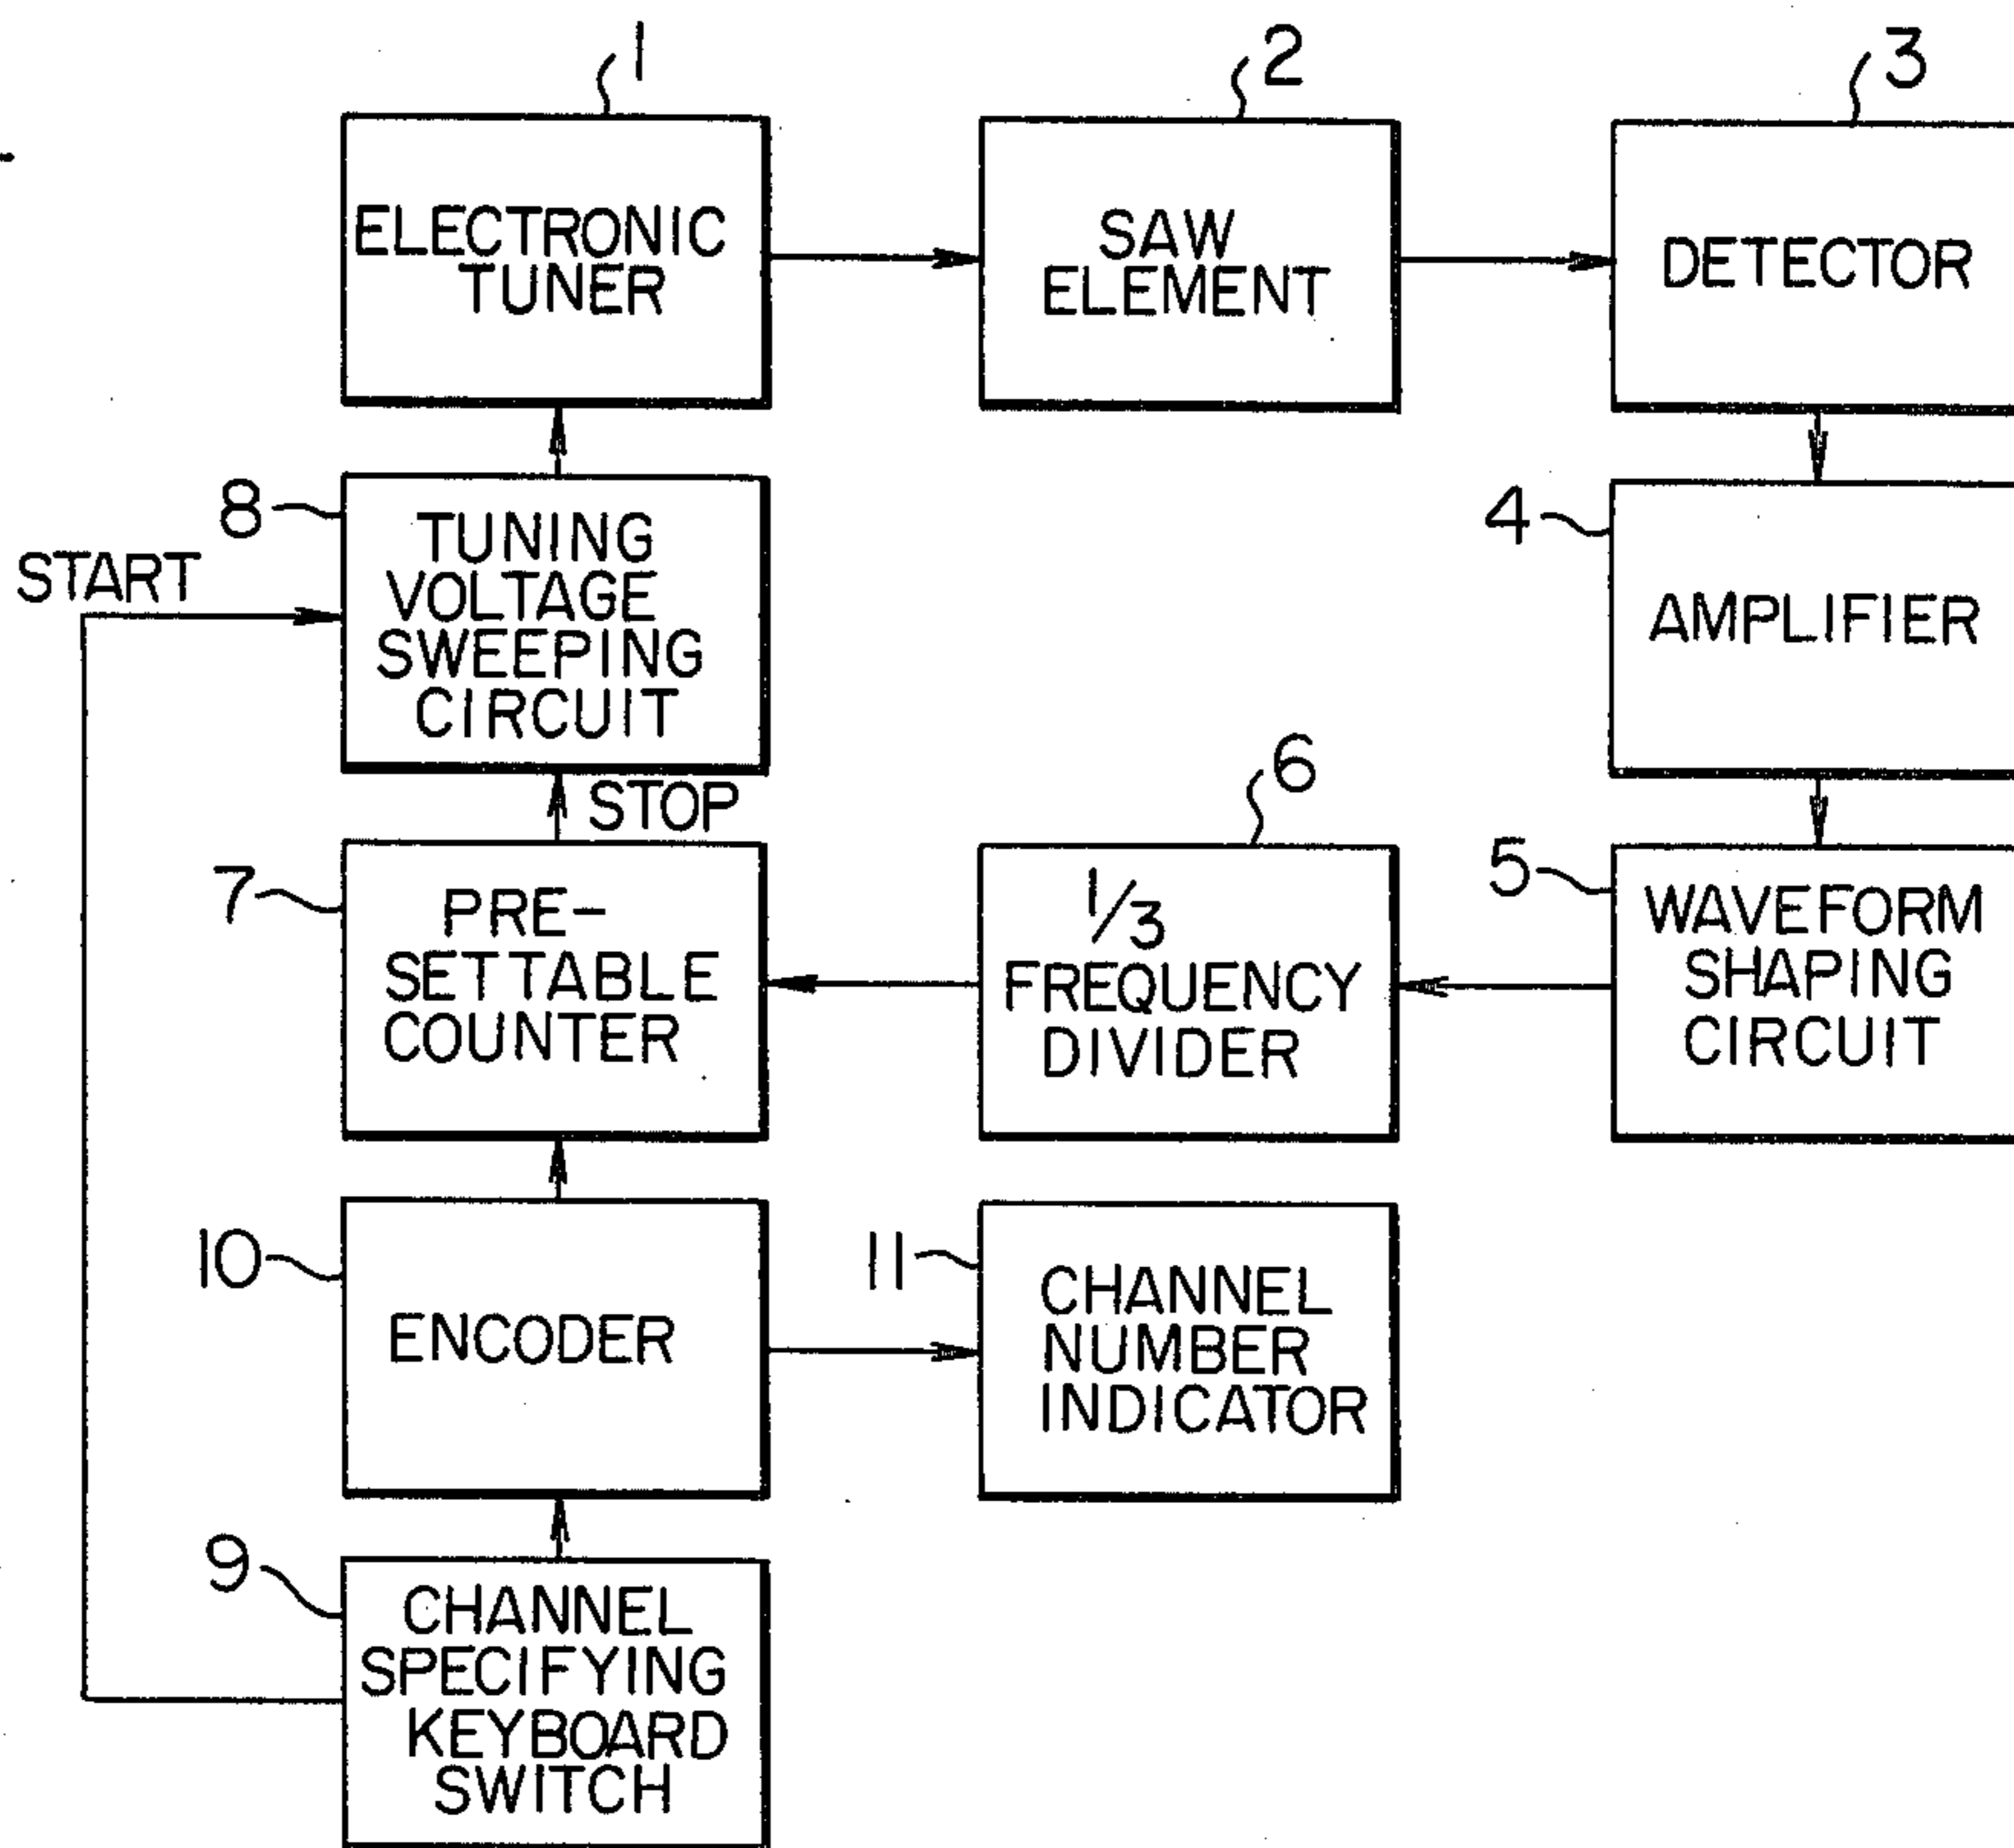 1
2
3
ELECTRONIC
TUNER
SAW
ELEMENT
DETECTOR
8
TUNING
VOLTAGE
SWEEPING
CIRCUIT
START
4
AMPLIFIER
STOP
7
PRE-
SETTABLE
COUNTER
6
1/3
FREQUENCY
DIVIDER
5
WAVEFORM
SHAPING
CIRCUIT
10
ENCODER
11
CHANNEL
NUMBER
INDICATOR
9
CHANNEL
SPECIFYING
KEYBOARD
SWITCH